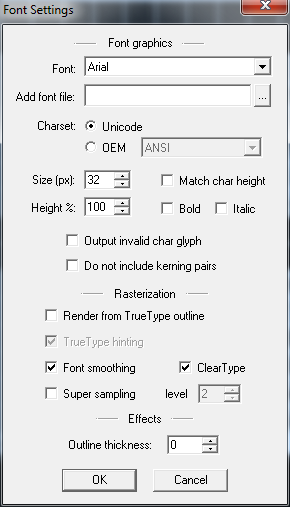 Font Settings
Font graphics
Font: Arial
Add font file: ...
Charset: Unicode
OEM ANSI
Size (px): 32 Match char height
Height %: 100 Bold Italic
Output invalid char glyph
Do not include kerning pairs
Rasterization
Render from TrueType outline
TrueType hinting
Font smoothing ClearType
Super sampling level 2
Effects
Outline thickness: 0
OK Cancel